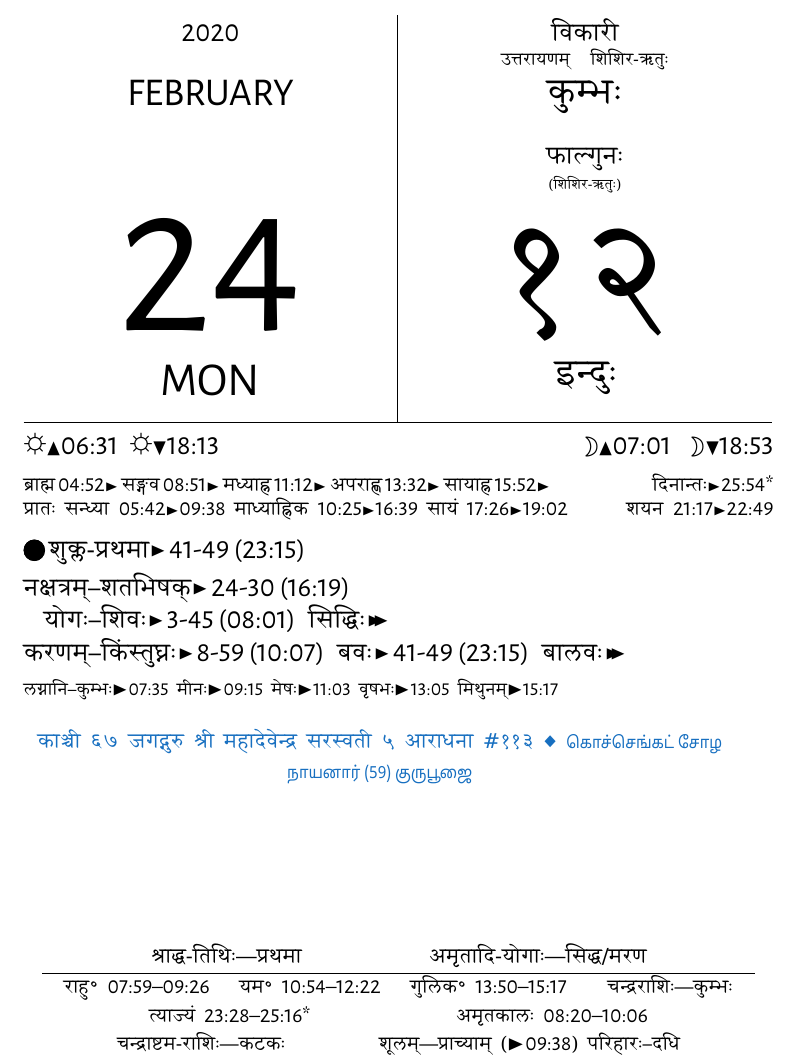 2020
FEBRUARY
24
MON
विकारी
उत्तरायणम् शिशिर-ऋतुः
कुम्भः
फाल्गुनः
(शिशिर-ऋतुः)
१२
इन्दुः
☼▲06:31 ☼▼18:13 ☽▲07:01 ☽▼18:53
ब्राह्म 04:52► सङ्गव 08:51► मध्याह्न 11:12► अपराह्ण 13:32► सायाह्न 15:52► दिनान्तः►25:54*
प्रातः सन्ध्या 05:42►09:38 माध्याह्निक 10:25►16:39 सायं 17:26►19:02 शयन 21:17►22:49
●शुक्ल-प्रथमा► 41-49 (23:15)
नक्षत्रम्–शतभिषक्► 24-30 (16:19)
योगः–शिवः► 3-45 (08:01) सिद्धिः►►
करणम्–किंस्तुघ्नः► 8-59 (10:07) बवः► 41-49 (23:15) बालवः►►
लग्नानि–कुम्भः►07:35 मीनः►09:15 मेषः►11:03 वृषभः►13:05 मिथुनम्►15:17
काञ्ची ६७ जगद्गुरु श्री महादेवेन्द्र सरस्वती ५ आराधना #११३ ◆ கொச்செங்கட் சோழ
நாயனார் (59) குருபூஜை
श्राद्ध-तिथिः—प्रथमा अमृतादि-योगाः—सिद्ध/मरण
राहु° 07:59–09:26 यम° 10:54–12:22 गुलिक° 13:50–15:17 चन्द्रराशिः—कुम्भः
त्याज्यं 23:28–25:16* अमृतकालः 08:20–10:06
चन्द्राष्टम-राशिः—कटकः शूलम्—प्राच्याम् (►09:38) परिहारः–दधि